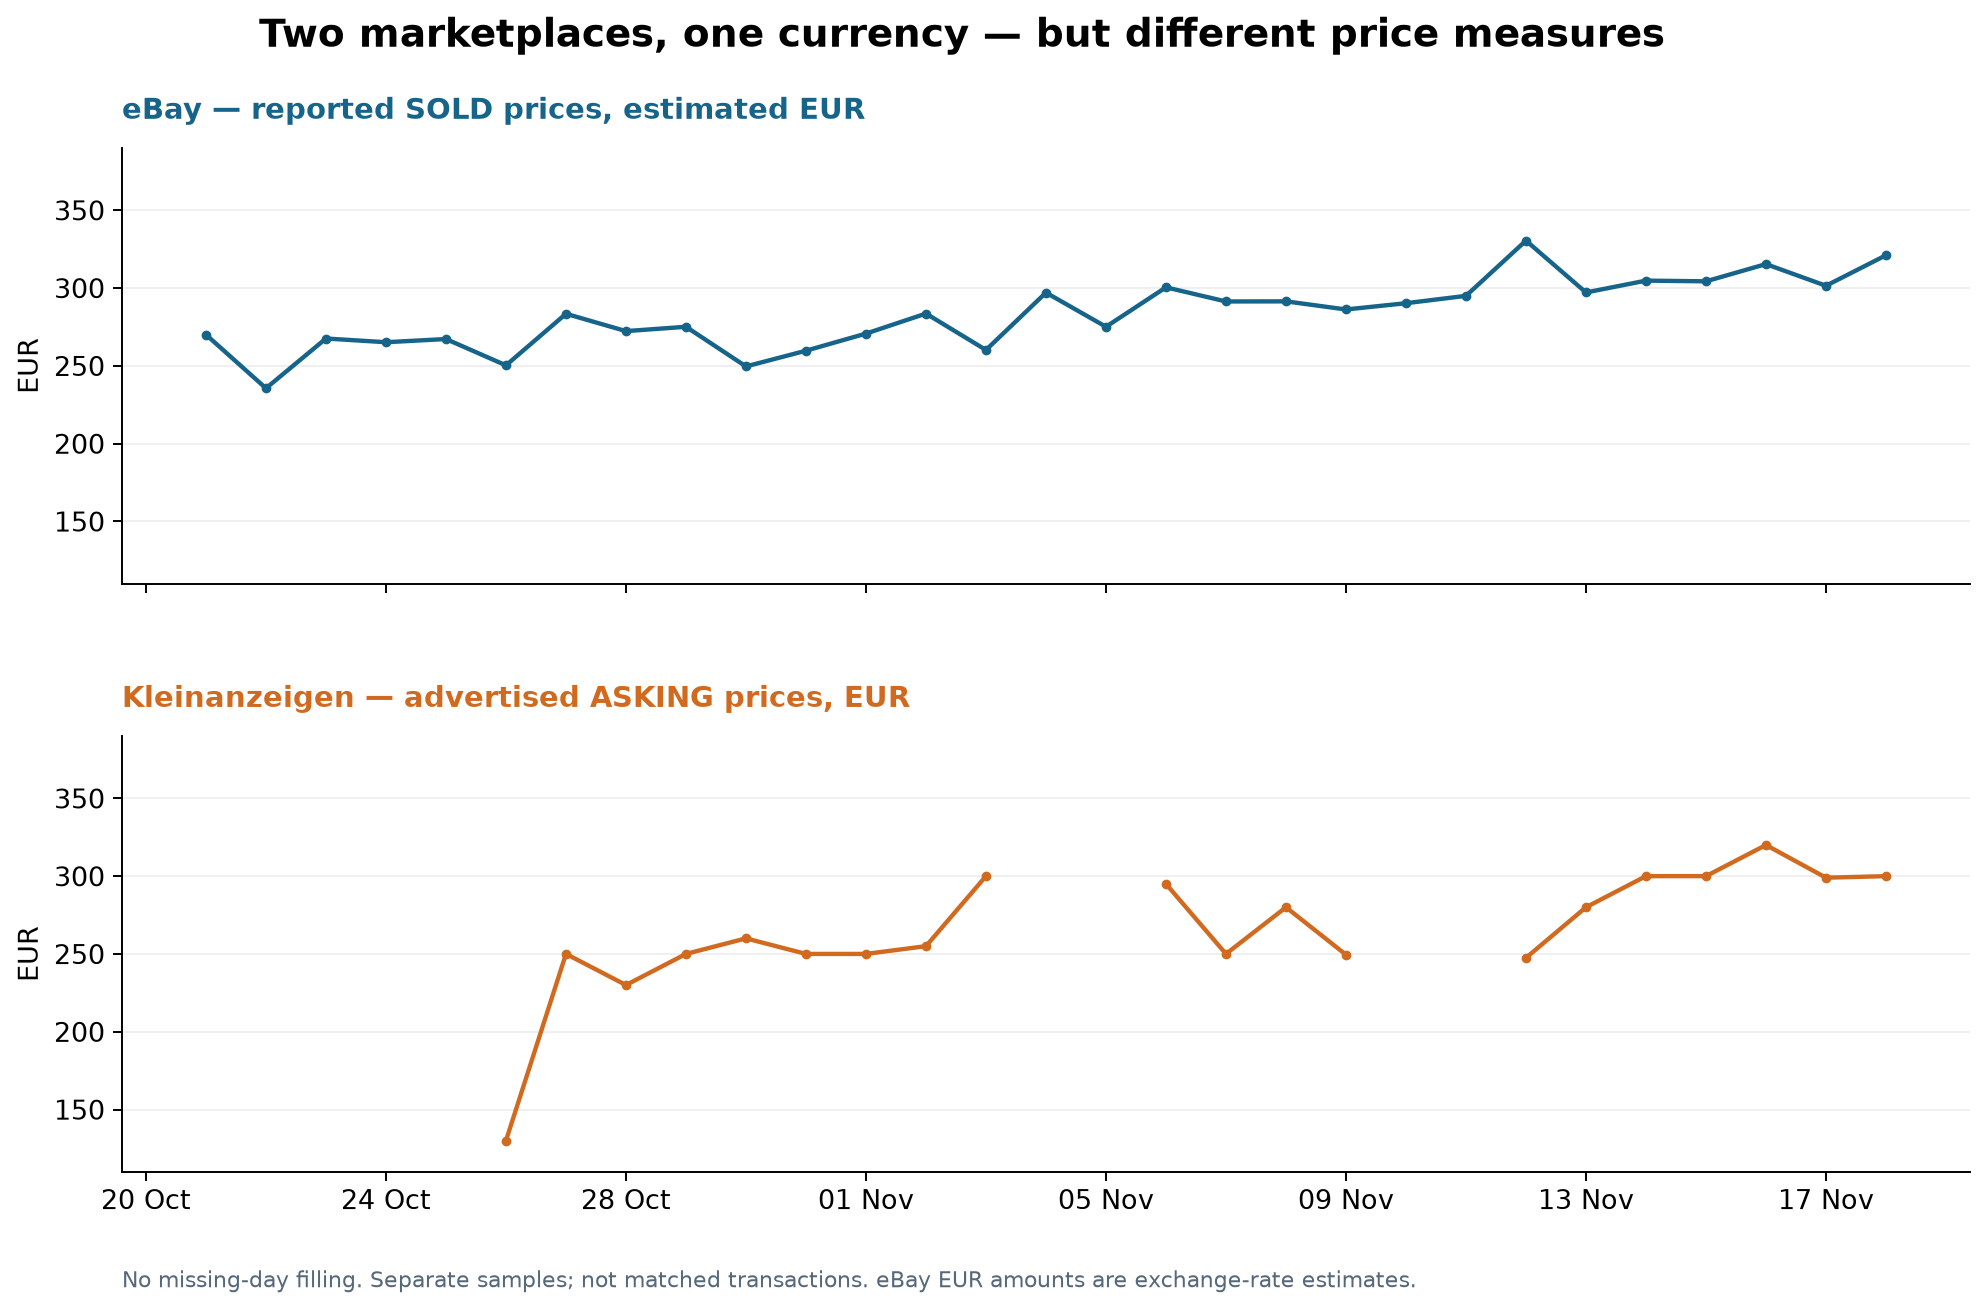 Two marketplaces, one currency — but different price measures
eBay — reported SOLD prices, estimated EUR
350
300
250
200
150
EUR
Kleinanzeigen — advertised ASKING prices, EUR
350
300
250
200
150
EUR
20 Oct
24 Oct
28 Oct
01 Nov
05 Nov
09 Nov
13 Nov
17 Nov
No missing-day filling. Separate samples; not matched transactions. eBay EUR amounts are exchange-rate estimates.